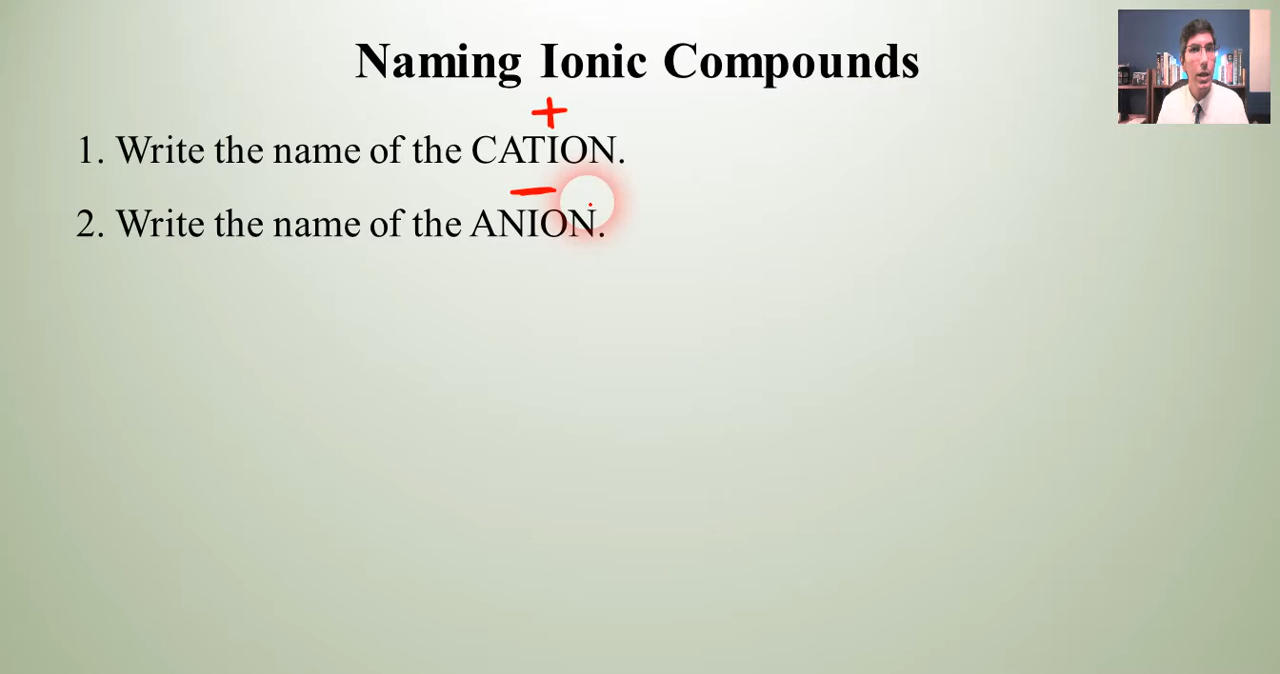 Naming Ionic Compounds
+
1. Write the name of the CATION.
−
2. Write the name of the ANION.